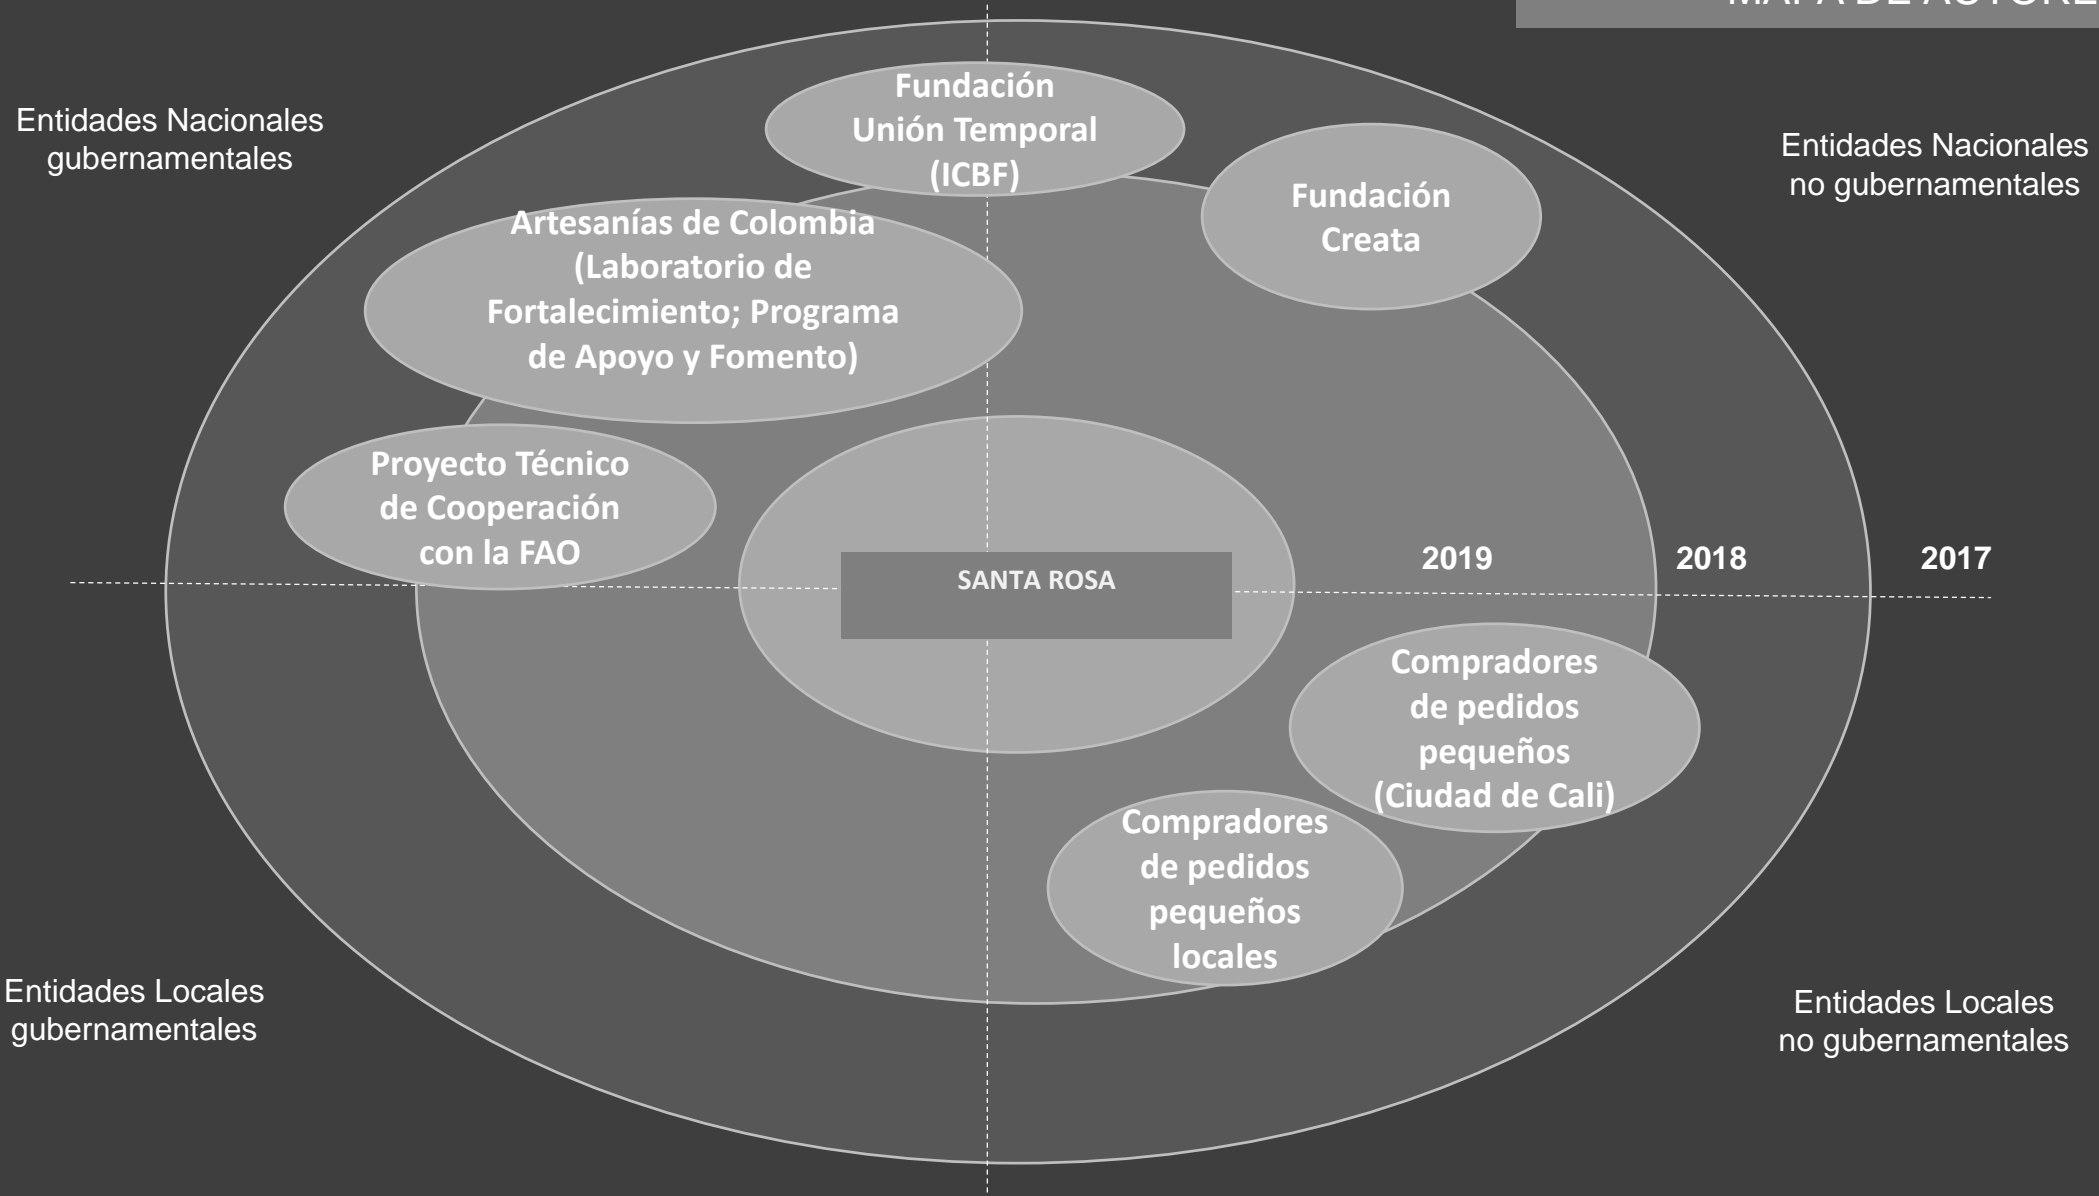 MAPA DE
Fundación
Unión Temporal
(ICBF)
Entidades Nacionales
gubernamentales
Entidades Nacionales
no gubernamentales
Fundación
Creata
Artesanías de Colombia
(Laboratorio de
Fortalecimiento; Programa
de Apoyo y Fomento)
Proyecto Técnico
de Cooperación
con la FAO
2019
2018
2017
SANTA ROSA
Compradores
de pedidos
pequeños
(Ciudad de Cali)
Compradores
de pedidos
pequeños
locales
Entidades Locales
gubernamentales
Entidades Locales
no gubernamentales